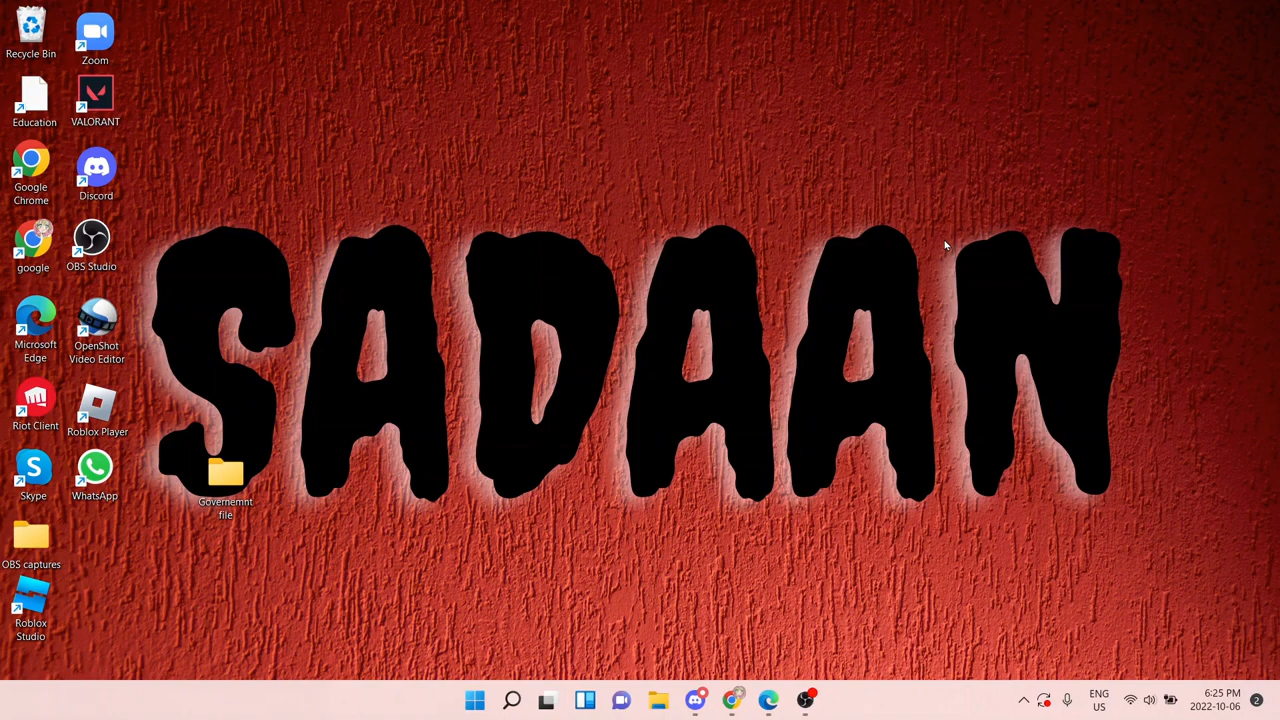 Recycle Bin
Zoom
Education
VALORANT
Google
Chrome
Discord
google
OBS Studio
Microsoft
Edge
OpenShot
Video Editor
Riot Client
Roblox Player
Skype
WhatsApp
OBS captures
Roblox
Studio
SADAAN
Governemnt
file
ENG
US
6:25 PM
2022-10-06
2